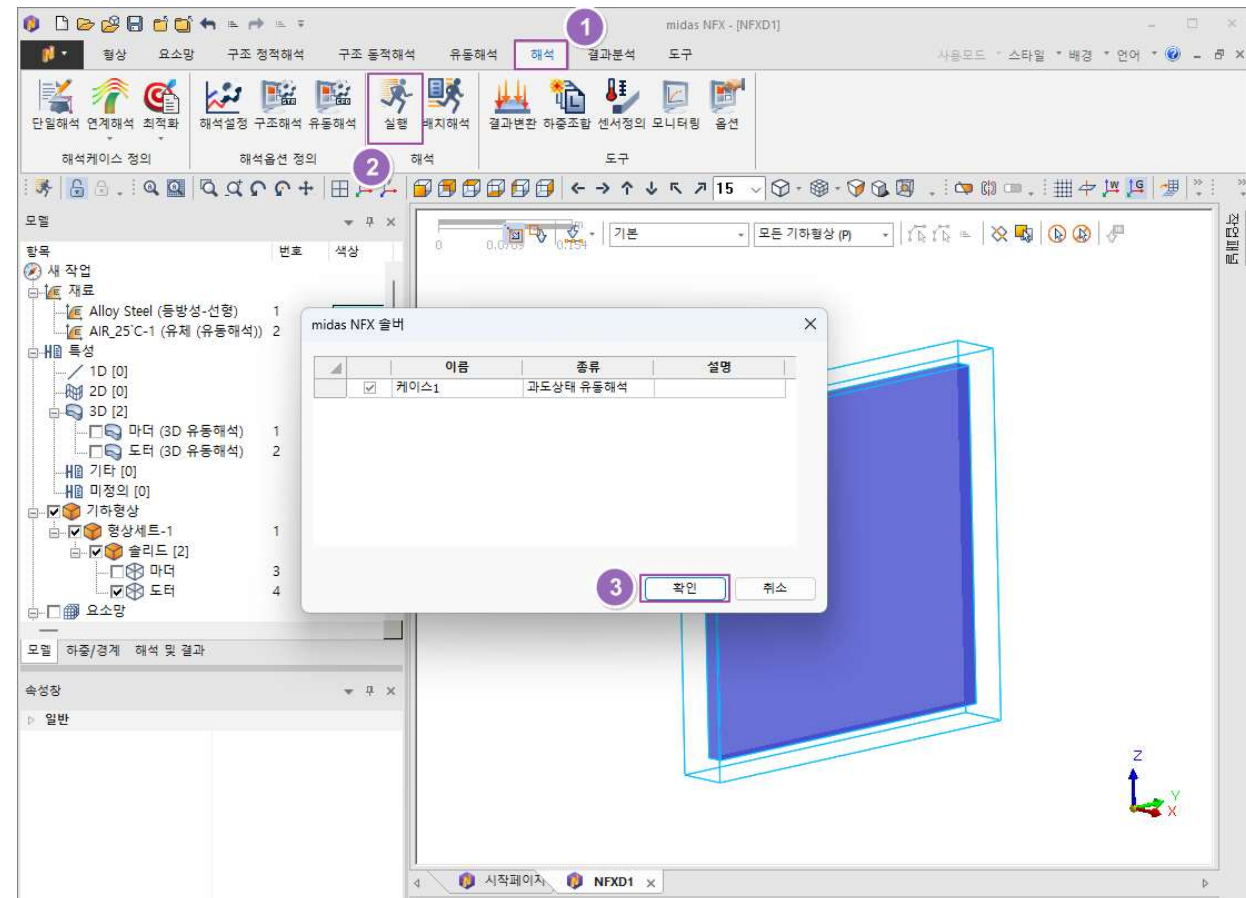 midas NFX - [NFXD1]
1
형상 요소망 구조 정적해석 구조 동적해석 유동해석 해석 결과분석 도구
사용모드 스타일 배경 언어
단일해석 연계해석 최적화 해석설정 구조해석 유동해석 실행 배치해석 결과변환 하중조합 센서정의 모니터링 옵션
해석케이스 정의 해석옵션 정의 해석 도구
2
15
모델
작업패널
기본 모든 기하형상 (P)
0 0.0769 0.154
항목 번호 색상
새 작업
재료
Alloy Steel (등방성-선형) 1
AIR_25˚C-1 (유체 (유동해석)) 2
특성
1D [0]
2D [0]
3D [2]
마더 (3D 유동해석) 1
도터 (3D 유동해석) 2
기타 [0]
미정의 [0]
기하형상
형상세트-1 1
솔리드 [2]
마더 3
도터 4
요소망
midas NFX 솔버
이름 종류 설명
케이스1 과도상태 유동해석
3
확인 취소
모델 하중/경계 해석 및 결과
속성창
일반
Z
Y
X
시작페이지 NFXD1